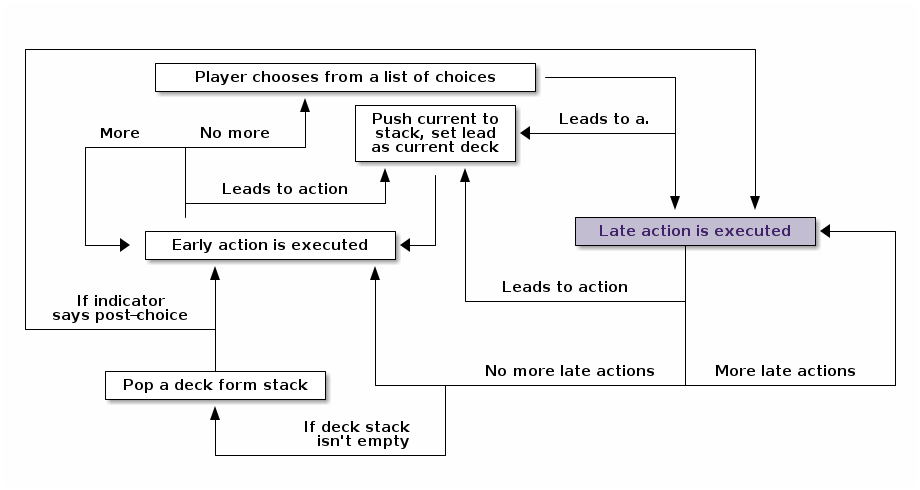 Player chooses from a list of choices
Push current to
stack, set lead
as current deck
More
No more
Leads to a.
Leads to action
Early action is executed
Late action is executed
Leads to action
If indicator
says post-choice
Pop a deck form stack
No more late actions
More late actions
If deck stack
isn't empty